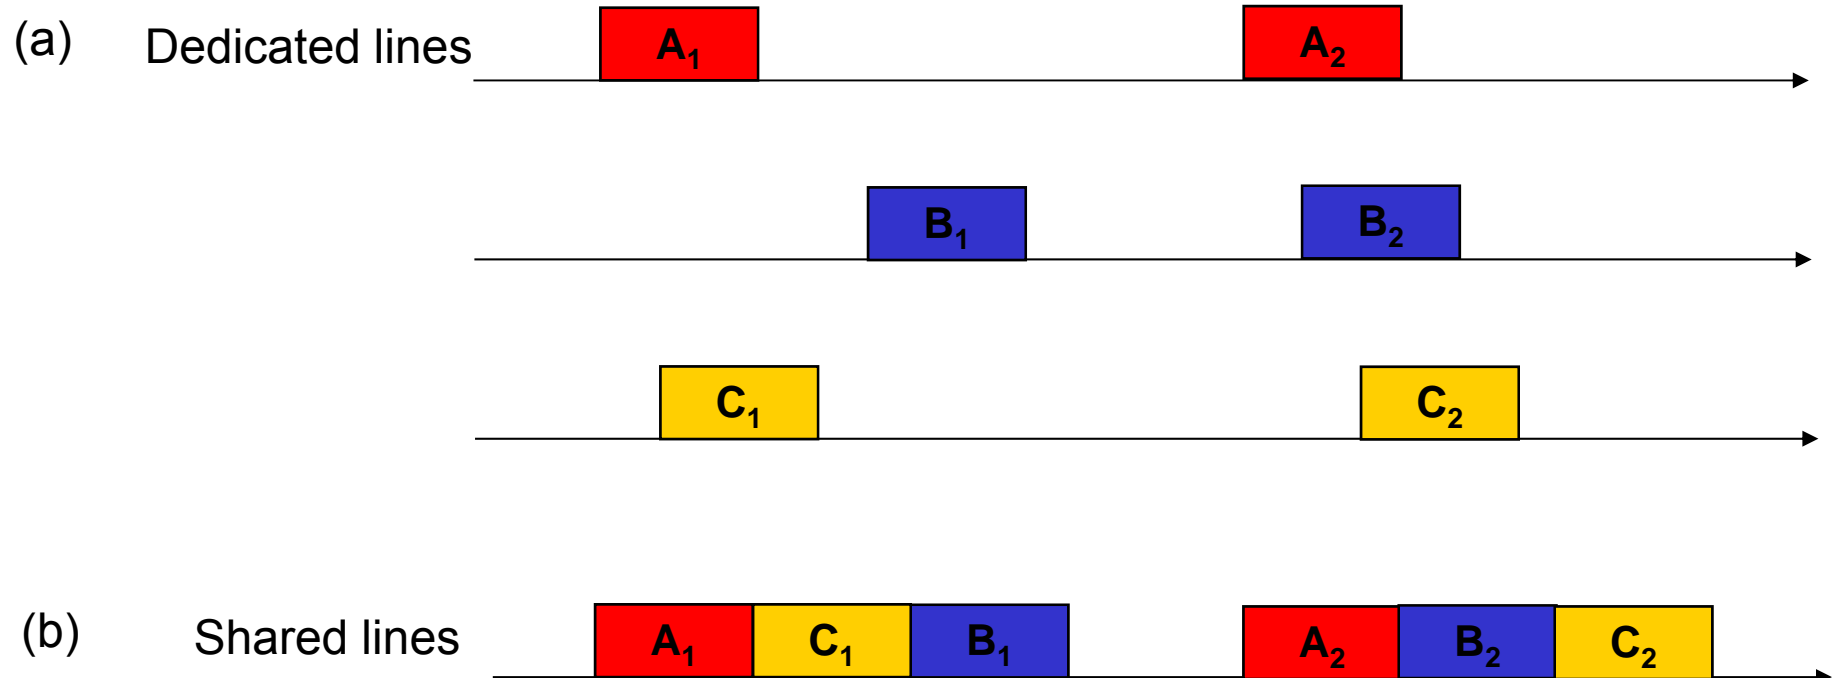 (a) Dedicated lines A₁ A₂
B₁ B₂
C₁ C₂
(b) Shared lines A₁ C₁ B₁ A₂ B₂ C₂